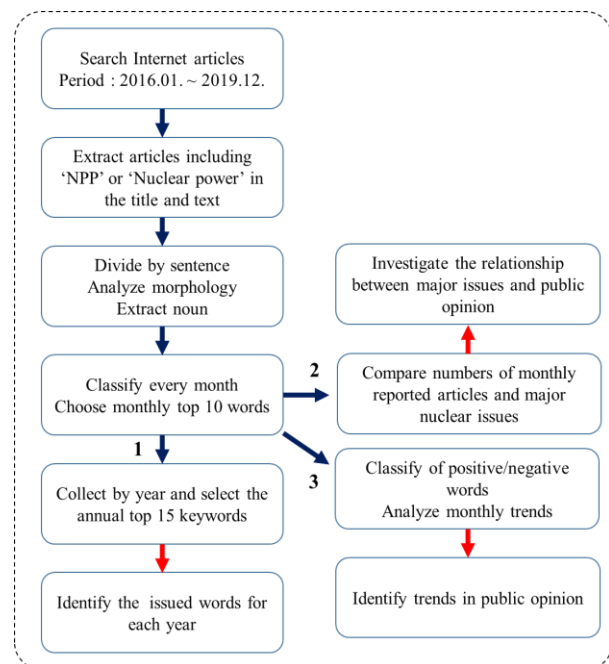 Search Internet articles
Period : 2016.01. ~ 2019.12.
Extract articles including
‘NPP’ or ‘Nuclear power’ in
the title and text
Divide by sentence
Analyze morphology
Extract noun
Classify every month
Choose monthly top 10 words
1
Collect by year and select the
annual top 15 keywords
Identify the issued words for
each year
2
Compare numbers of monthly
reported articles and major
nuclear issues
Investigate the relationship
between major issues and public
opinion
3
Classify of positive/negative
words
Analyze monthly trends
Identify trends in public opinion